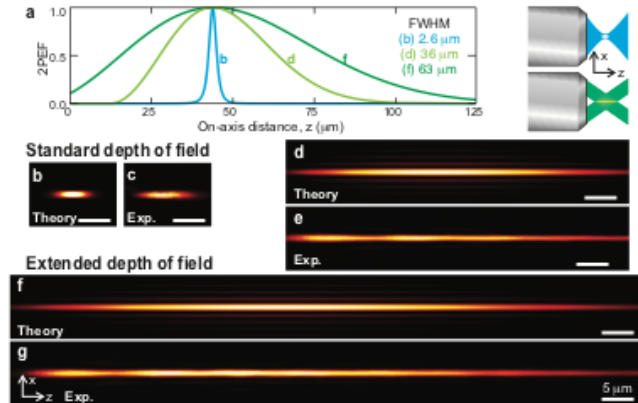 a
2PEF
1.0
0.5
0.0
0
25
50
75
100
125
On-axis distance, z (μm)
b
d
f
FWHM
(b) 2.6 μm
(d) 36 μm
(f) 63 μm
x
z
Standard depth of field
b
Theory
c
Exp.
d
Theory
e
Exp.
Extended depth of field
f
Theory
g
x
z
Exp.
5 μm